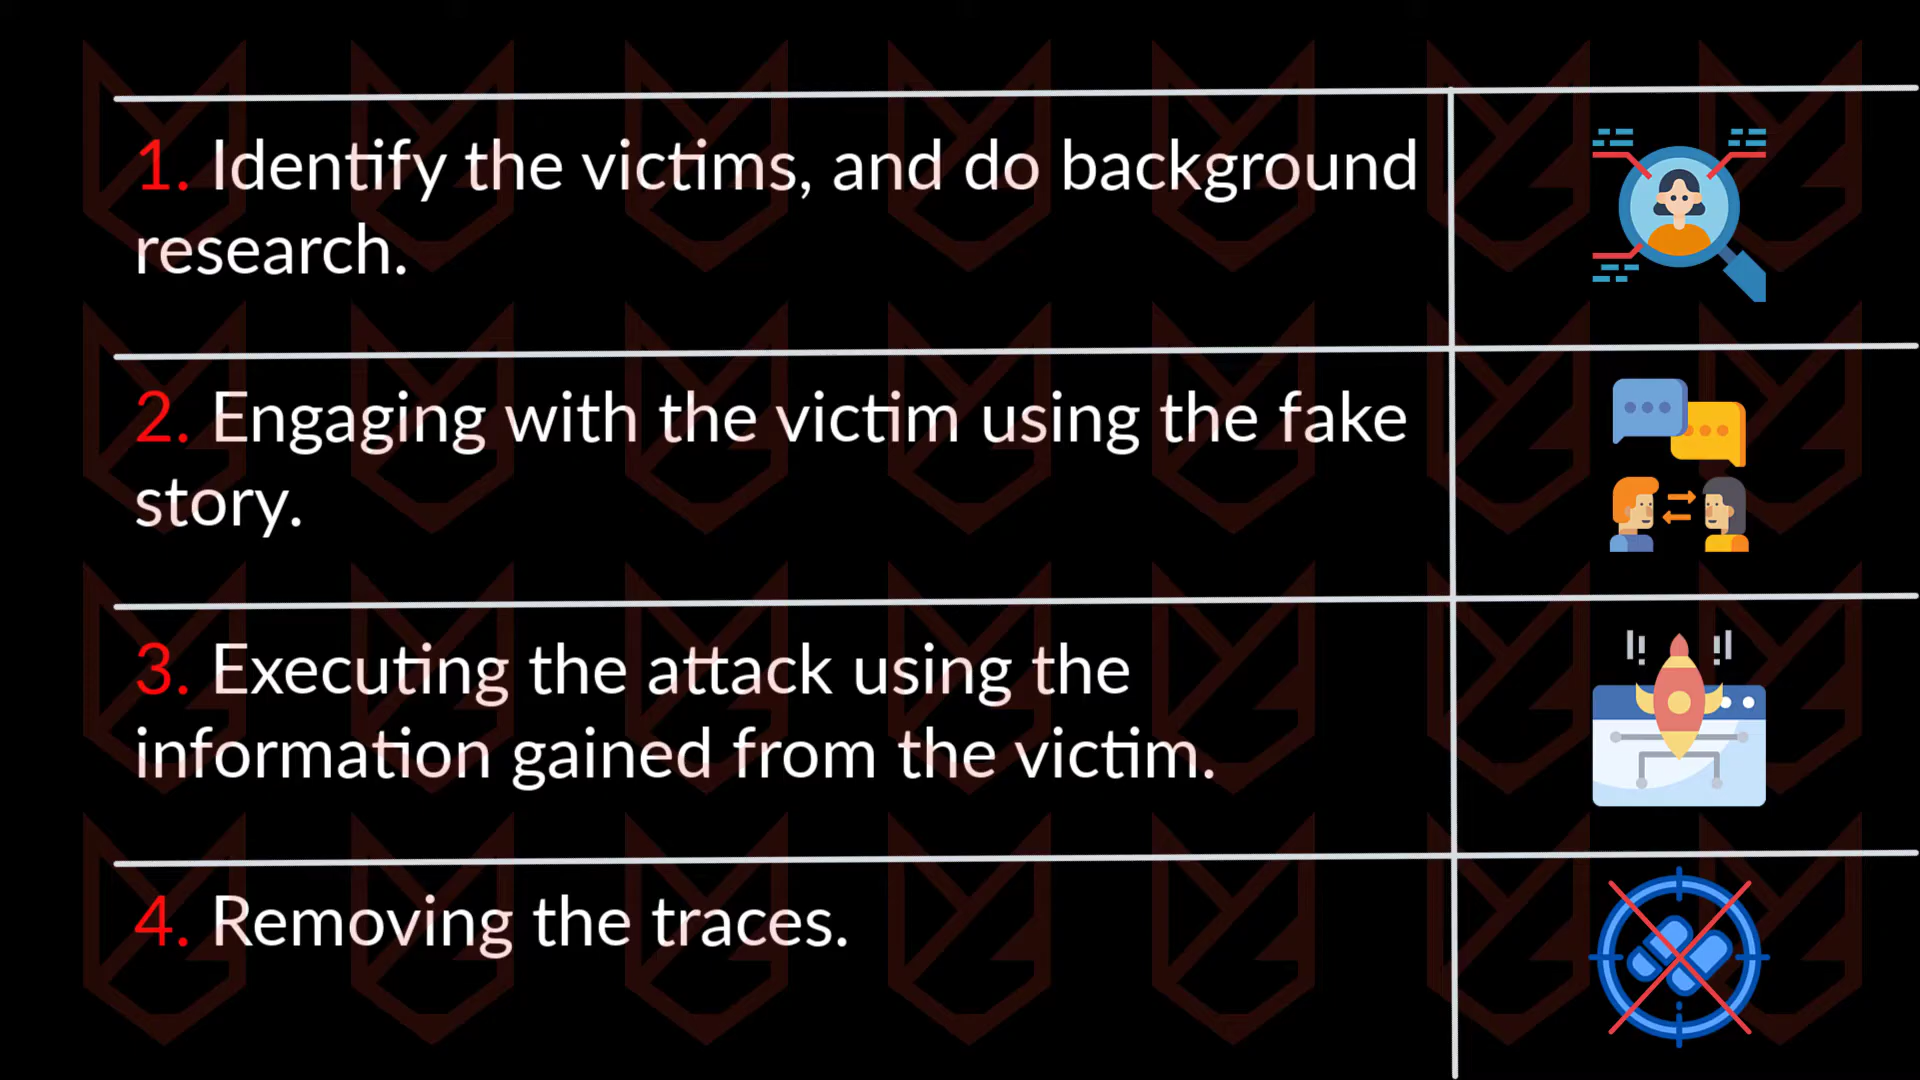 1. Identify the victims, and do background
research.
2. Engaging with the victim using the fake
story.
3. Executing the attack using the
information gained from the victim.
4. Removing the traces.